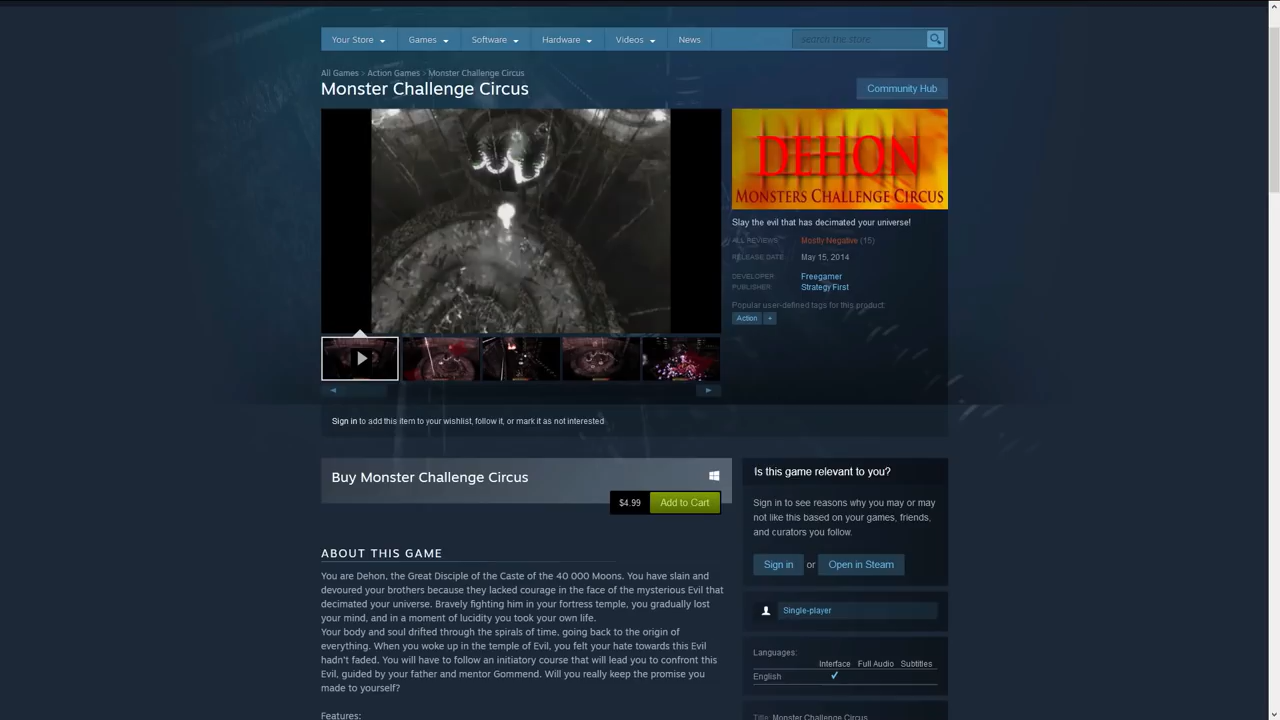 Your Store
Games
Software
Hardware
Videos
News
search the store
All Games > Action Games > Monster Challenge Circus
Monster Challenge Circus
Community Hub
DEHON
MONSTERS CHALLENGE CIRCUS
Slay the evil that has decimated your universe!
ALL REVIEWS: Mostly Negative (15)
RELEASE DATE: May 15, 2014
DEVELOPER: Freegamer
PUBLISHER: Strategy First
Popular user-defined tags for this product:
Action +
Sign in to add this item to your wishlist, follow it, or mark it as not interested
Buy Monster Challenge Circus
$4.99 Add to Cart
ABOUT THIS GAME
You are Dehon, the Great Disciple of the Caste of the 40 000 Moons. You have slain and
devoured your brothers because they lacked courage in the face of the mysterious Evil that
decimated your universe. Bravely fighting him in your fortress temple, you gradually lost
your mind, and in a moment of lucidity you took your own life.
Your body and soul drifted through the spirals of time, going back to the origin of
everything. When you woke up in the temple of Evil, you felt your hate towards this Evil
hadn't faded. You will have to follow an initiatory course that will lead you to confront this
Evil, guided by your father and mentor Gommend. Will you really keep the promise you
made to yourself?
Features:
Is this game relevant to you?
Sign in to see reasons why you may or may
not like this based on your games, friends,
and curators you follow.
Sign in or Open in Steam
Single-player
Languages:
Interface Full Audio Subtitles
English ✔
Title: Monster Challenge Circus